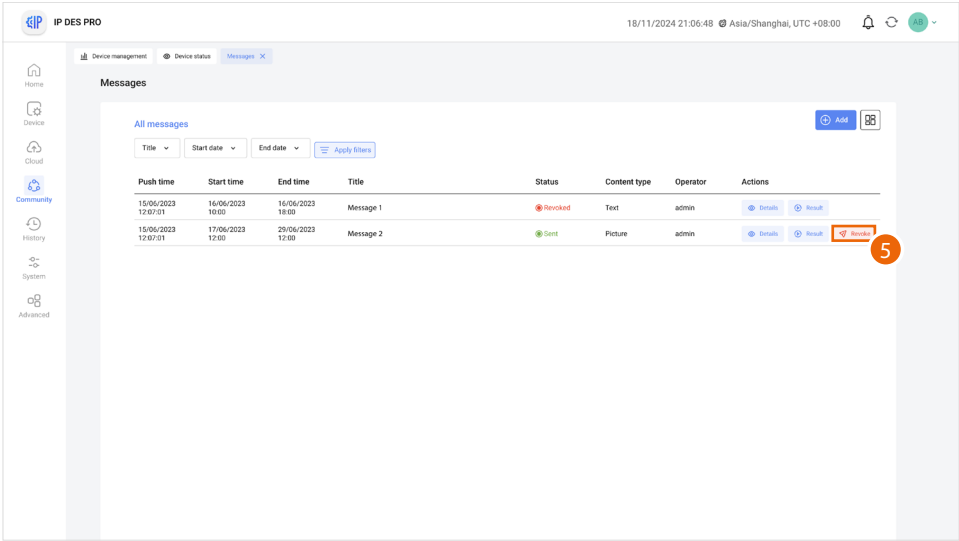 IP DES PRO
18/11/2024 21:06:48 @ Asia/Shanghai, UTC +08:00
AB
Device management
Device status
Messages
Home
Device
Cloud
Community
History
System
Advanced
Messages
All messages
Add
Title
Start date
End date
Apply filters
Push time Start time End time Title Status Content type Operator Actions
15/06/2023 12:07:01
16/06/2023 10:00
16/06/2023 18:00
Message 1
Revoked
Text
admin
Details
Result
15/06/2023 12:07:01
17/06/2023 12:00
29/06/2023 12:00
Message 2
Sent
Picture
admin
Details
Result
Revoke
5